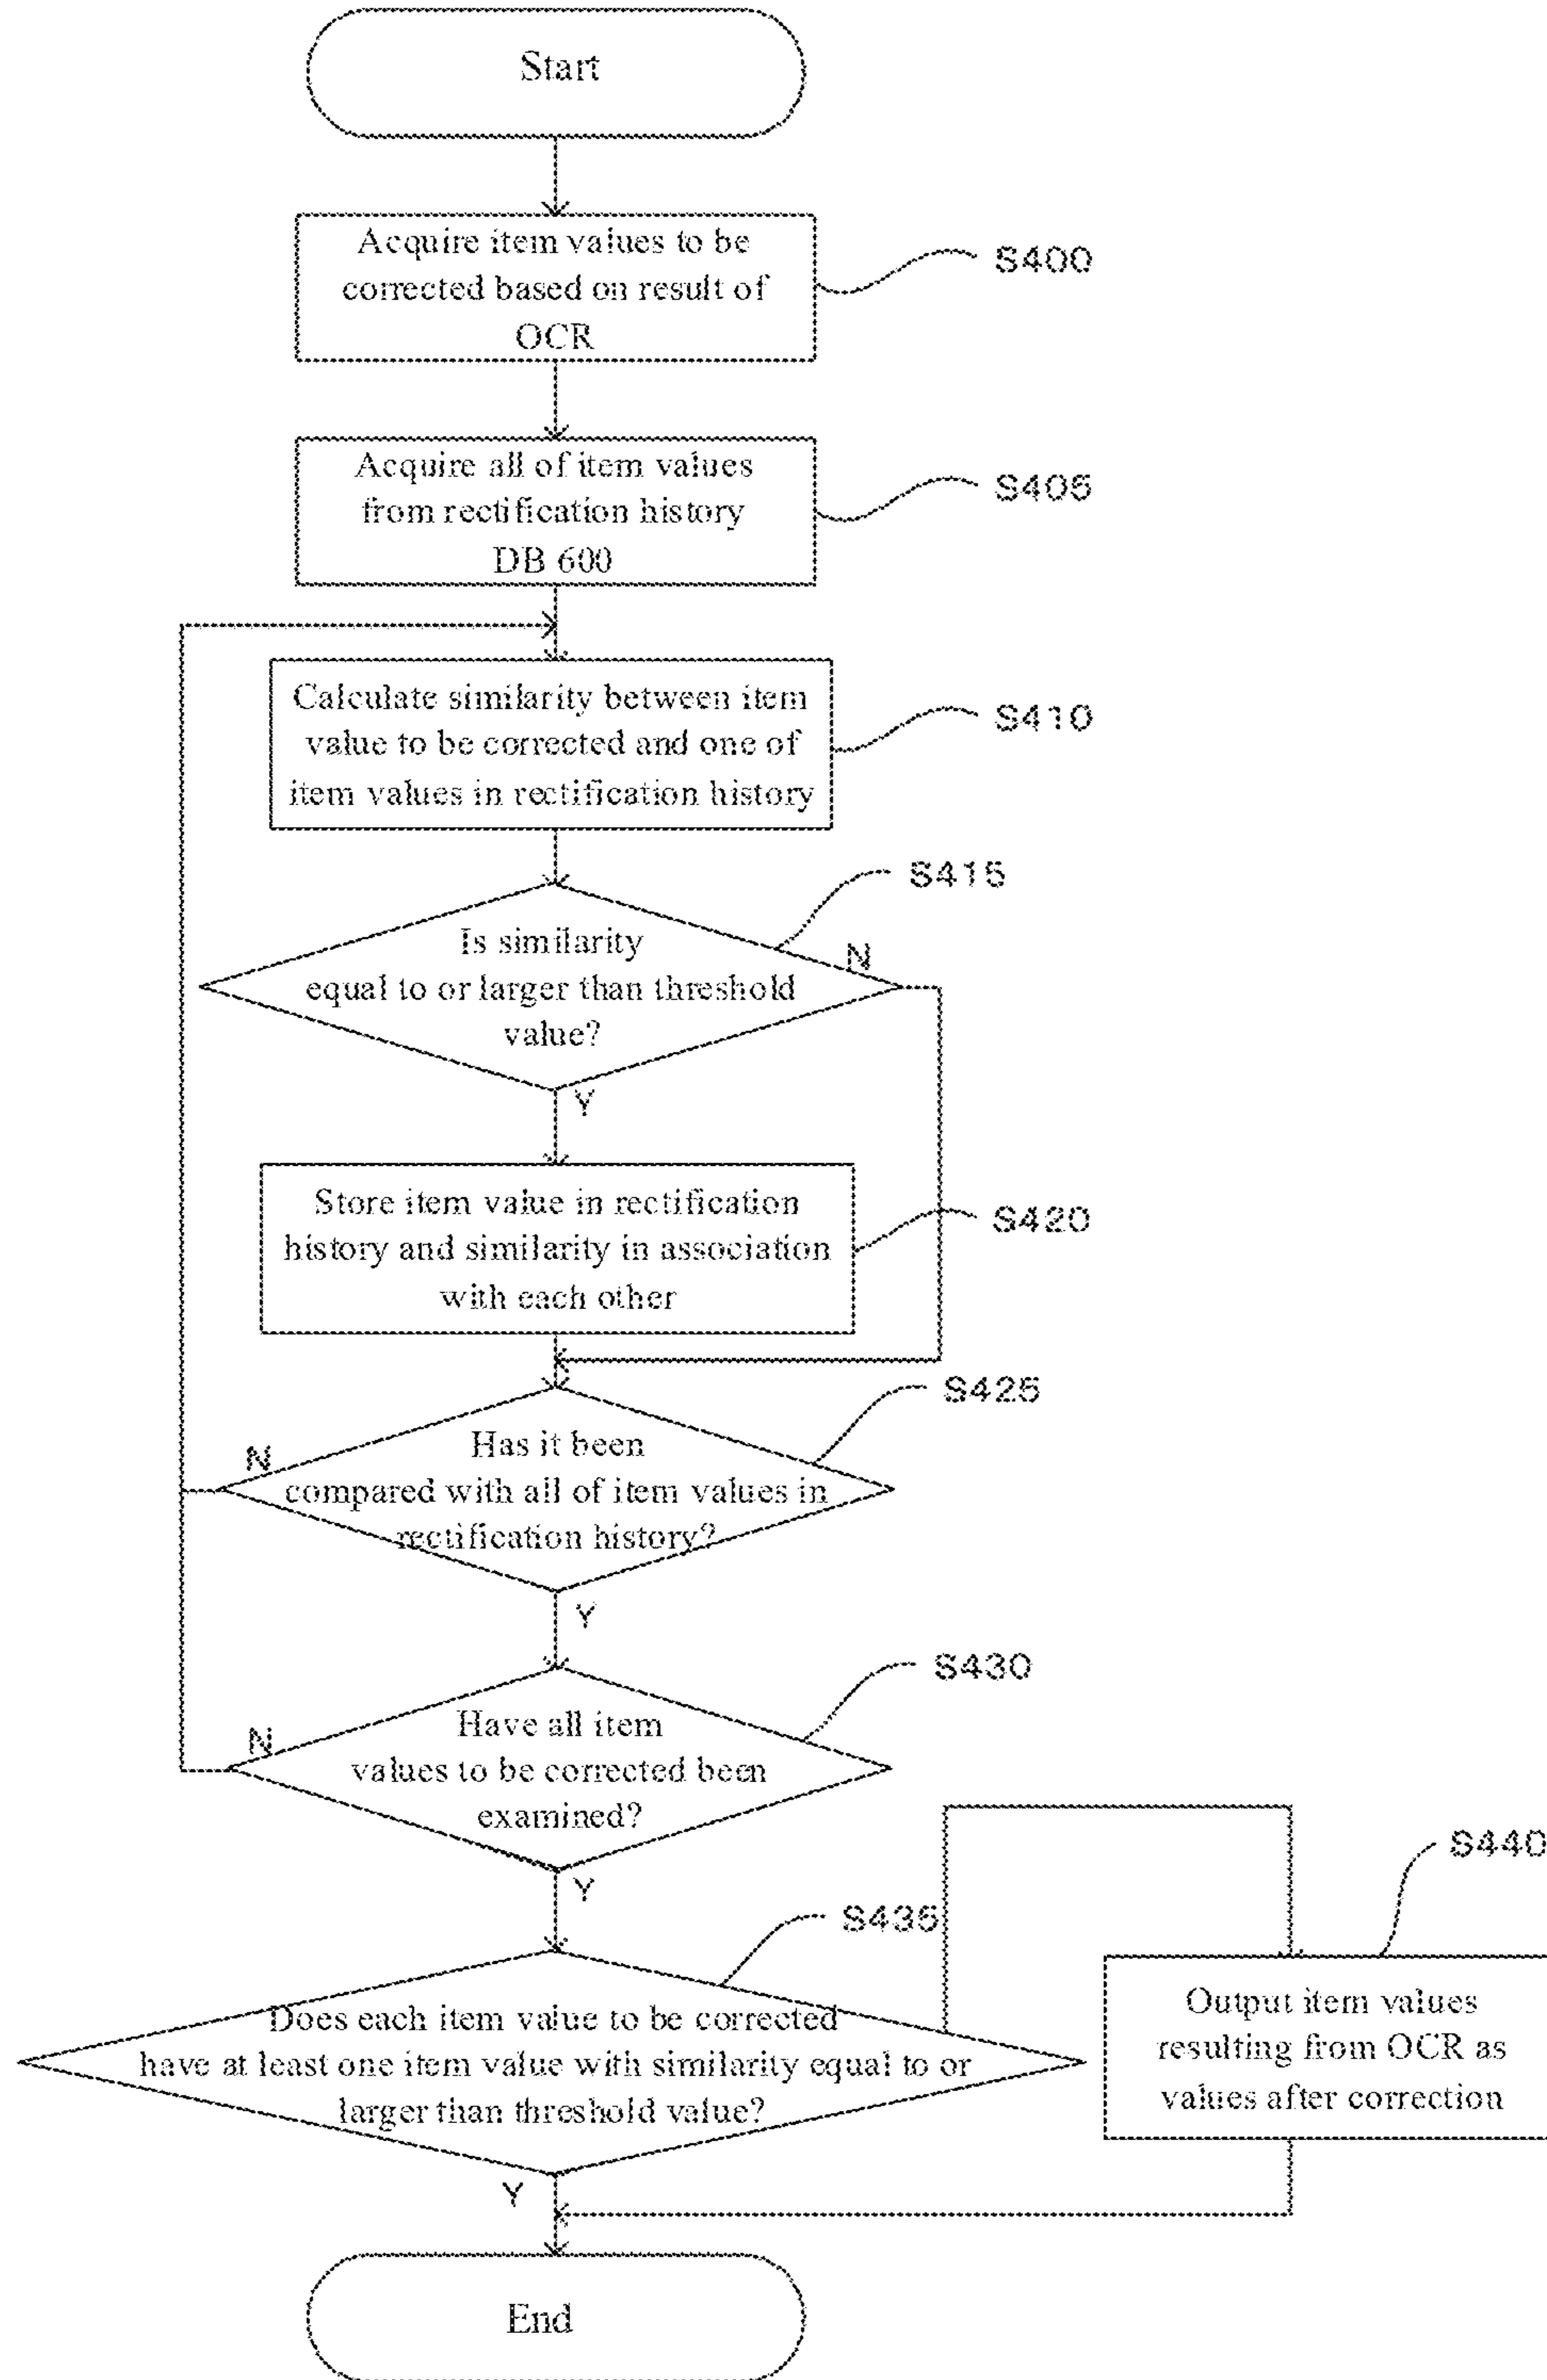 Start
Acquire item values to be
corrected based on result of
OCR
S400
Acquire all of item values
from rectification history
DB 600
S405
Calculate similarity between item
value to be corrected and one of
item values in rectification history
S410
S415
Is similarity
equal to or larger than threshold
value?
N
Y
Store item value in rectification
history and similarity in association
with each other
S420
S425
Has it been
compared with all of item values in
rectification history?
N
Y
S430
Have all item
values to be corrected been
examined?
N
Y
S435
Does each item value to be corrected
have at least one item value with similarity equal to or
larger than threshold value?
Y
S440
Output item values
resulting from OCR as
values after correction
End